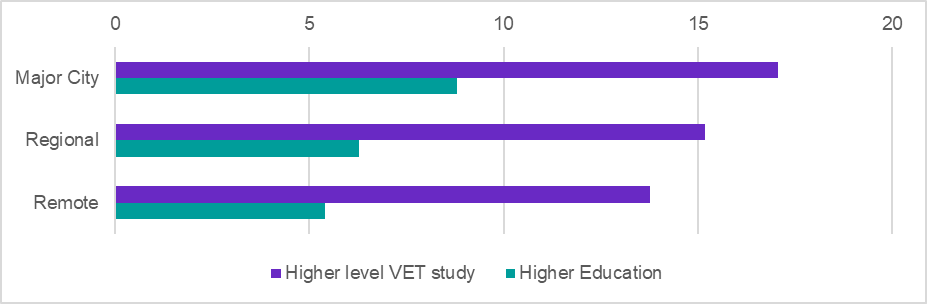 0 5 10 15 20
Major City
Regional
Remote
Higher level VET study Higher Education